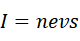 I = nevs